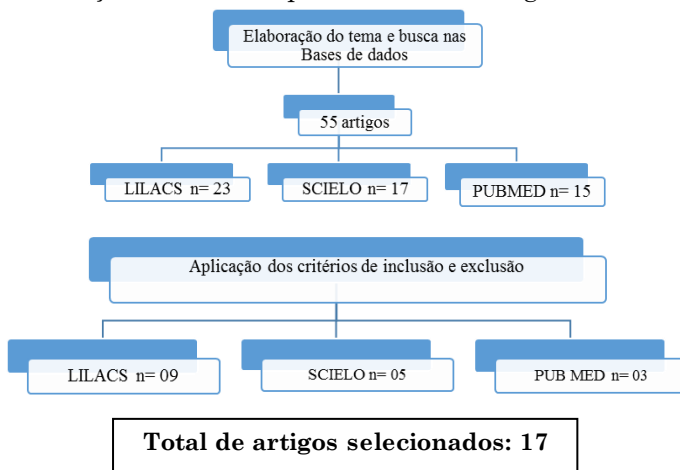 Elaboração do tema e busca nas
Bases de dados
55 artigos
LILACS n= 23
SCIELO n= 17
PUBMED n= 15
Aplicação dos critérios de inclusão e exclusão
LILACS n= 09
SCIELO n= 05
PUB MED n= 03
Total de artigos selecionados: 17